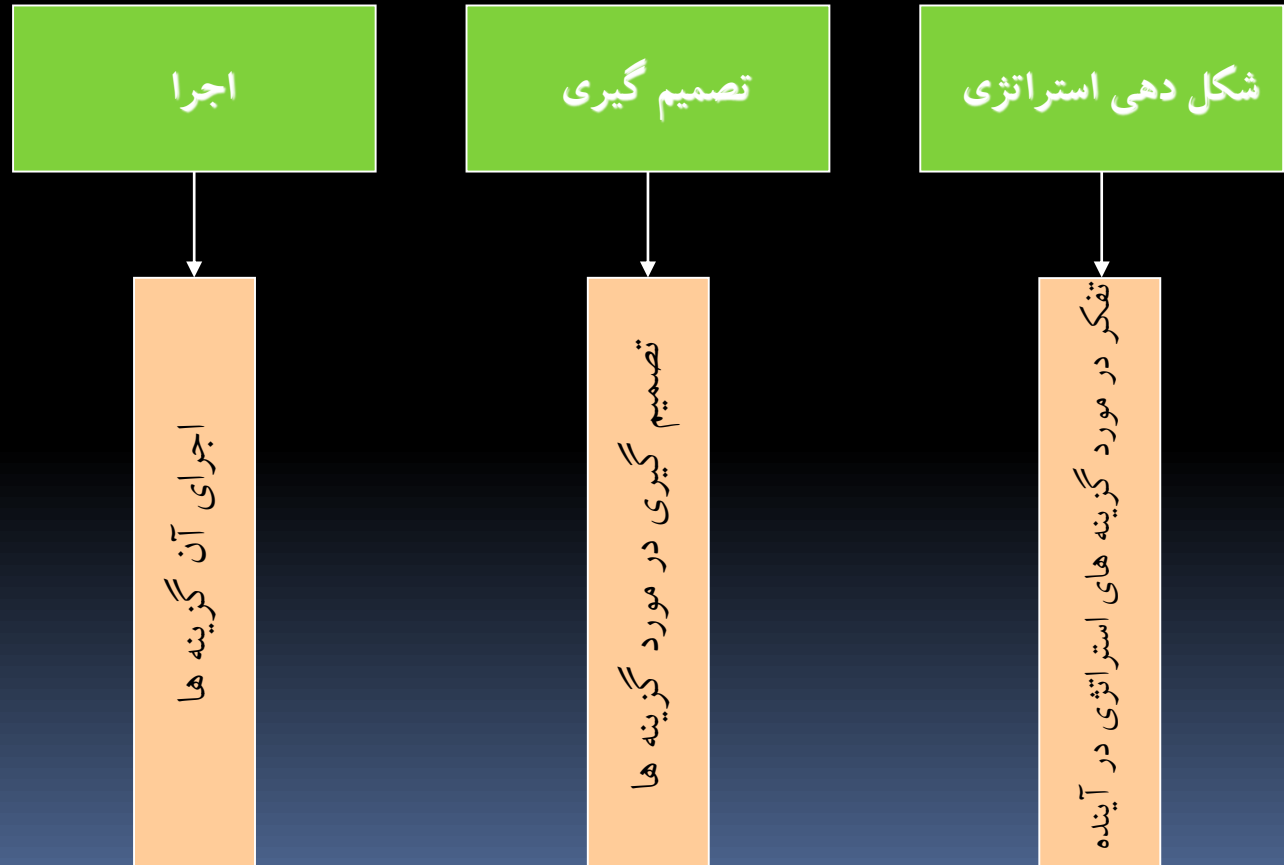 شکل دهی استراتژی
تصمیم گیری
اجرا
تفکر در مورد گزینه های استراتژی در آینده
تصمیم گیری در مورد گزینه ها
اجرای آن گزینه ها